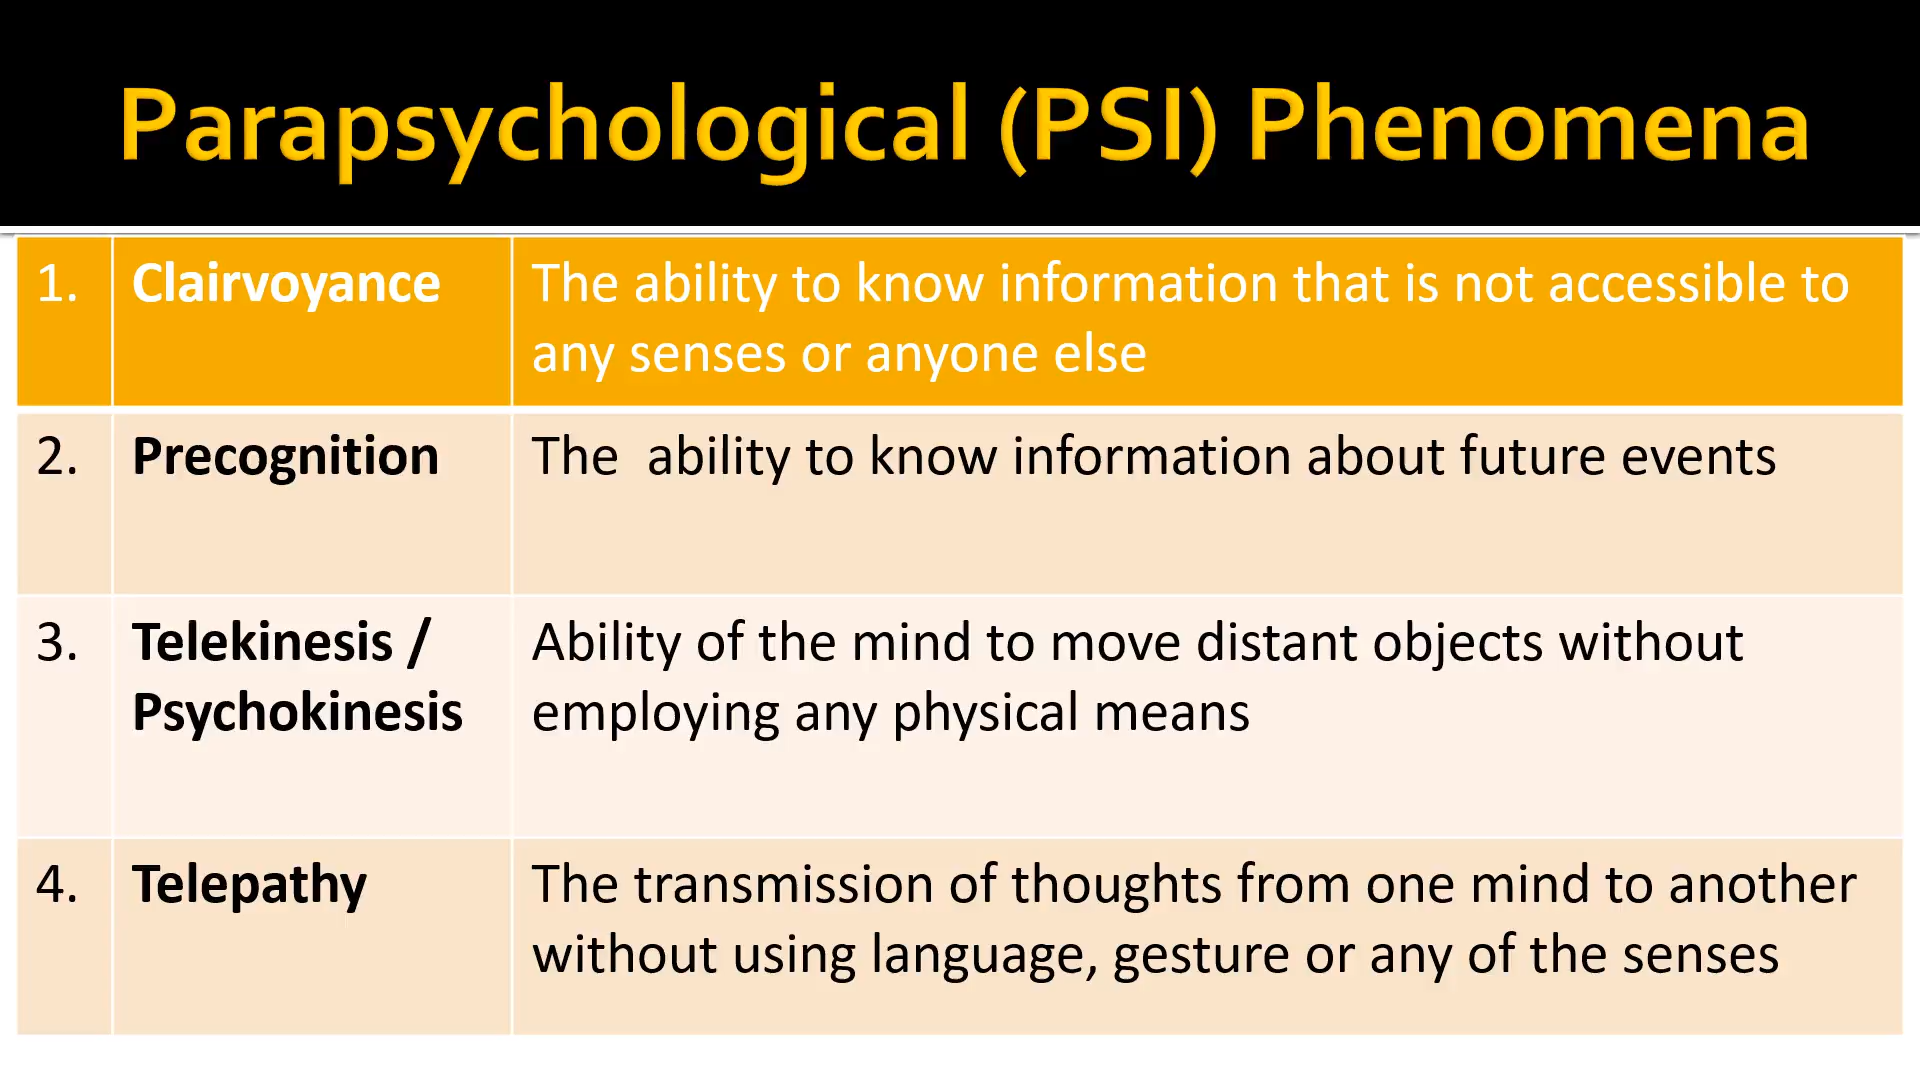 Parapsychological (PSI) Phenomena
1. Clairvoyance The ability to know information that is not accessible to
any senses or anyone else
2. Precognition The  ability to know information about future events
3. Telekinesis / Ability of the mind to move distant objects without
Psychokinesis employing any physical means
4. Telepathy The transmission of thoughts from one mind to another
without using language, gesture or any of the senses